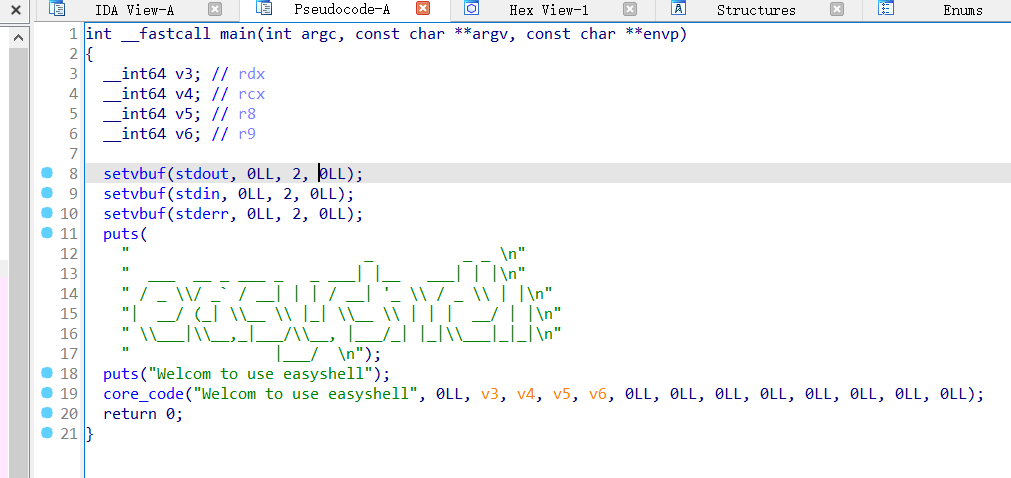 IDA View-A Pseudocode-A Hex View-1 Structures Enums
1 int __fastcall main(int argc, const char **argv, const char **envp)
2 {
3   __int64 v3; // rdx
4   __int64 v4; // rcx
5   __int64 v5; // r8
6   __int64 v6; // r9
7
8   setvbuf(stdout, 0LL, 2, 0LL);
9   setvbuf(stdin, 0LL, 2, 0LL);
10   setvbuf(stderr, 0LL, 2, 0LL);
11   puts(
12     "                          _          _ _ \n"
13     "  ___  __ _ ___ _   _ ___| |__   ___| | |\n"
14     " / _ \\/ _` / __| | | / __| '_ \\ / _ \\ | |\n"
15     "|  __/ (_| \\__ \\ |_| \\__ \\ | | |  __/ | |\n"
16     " \\___|\\__,_|___/\\__, |___/_| |_|\\___|_|_|\n"
17     "                |___/  \n");
18   puts("Welcom to use easyshell");
19   core_code("Welcom to use easyshell", 0LL, v3, v4, v5, v6, 0LL, 0LL, 0LL, 0LL, 0LL, 0LL, 0LL, 0LL);
20   return 0;
21 }